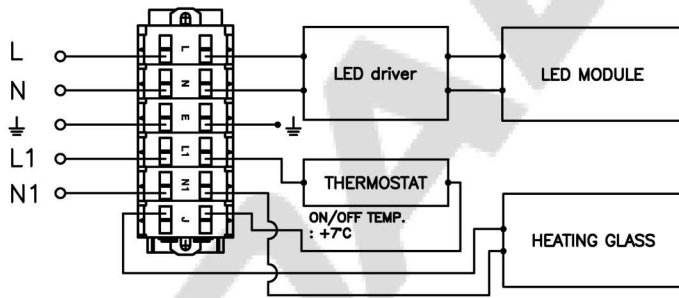 L
N
L1
N1
L
N
E
L1
N1
J
LED driver
LED MODULE
THERMOSTAT
ON/OFF TEMP.
: +7°C
HEATING GLASS